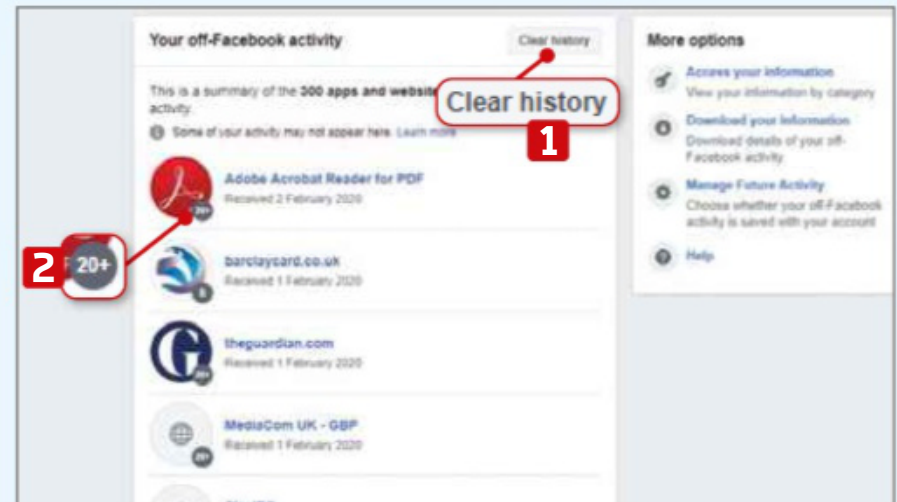 Your off-Facebook activity
Clear history
This is a summary of the 300 apps and website
activity.
Some of your activity may not appear here. Learn more
Clear history
1
Adobe Acrobat Reader for PDF
Received 2 February 2020
20+
2
20+
barclaycard.co.uk
Received 1 February 2020
theguardian.com
Received 1 February 2020
20+
MediaCom UK - GBP
Received 1 February 2020
20+
More options
Access your information
View your information by category
Download your information
Download details of your off-
Facebook activity
Manage Future Activity
Choose whether your off-Facebook
activity is saved with your account
Help